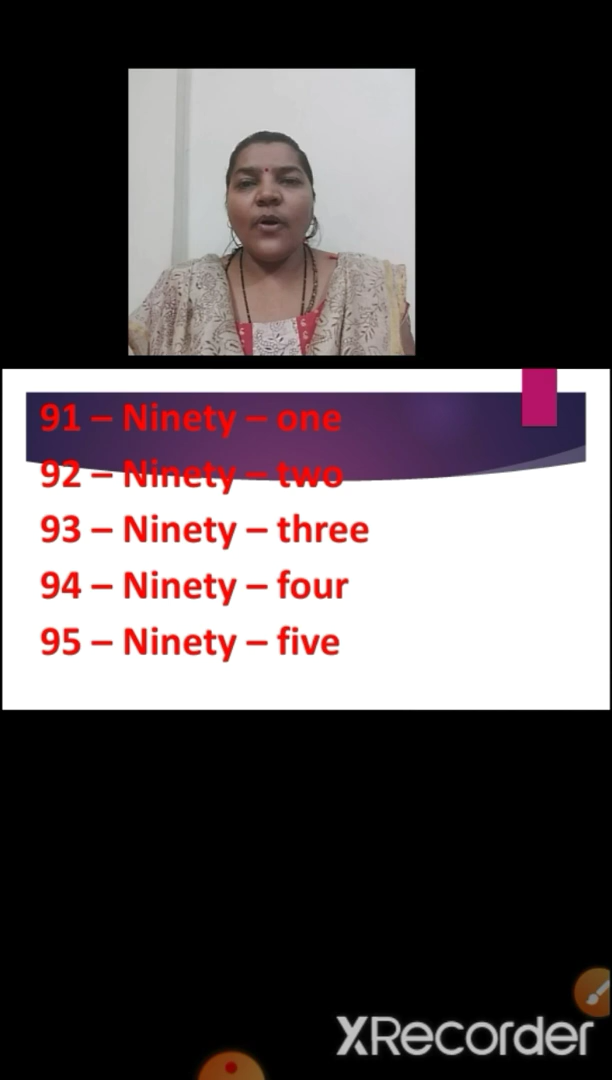 91 – Ninety – one
92 – Ninety – two
93 – Ninety – three
94 – Ninety – four
95 – Ninety – five
XRecorder